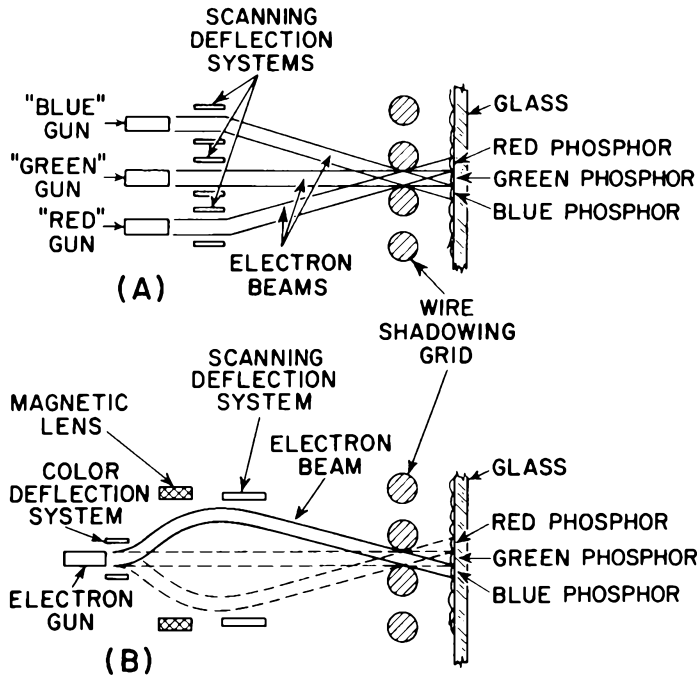 SCANNING
DEFLECTION
SYSTEMS
"BLUE"
GUN
"GREEN"
GUN
"RED"
GUN
GLASS
RED PHOSPHOR
GREEN PHOSPHOR
BLUE PHOSPHOR
ELECTRON
BEAMS
(A)
WIRE
SHADOWING
GRID
SCANNING
DEFLECTION
SYSTEM
MAGNETIC
LENS
ELECTRON
BEAM
COLOR
DEFLECTION
SYSTEM
GLASS
RED PHOSPHOR
GREEN PHOSPHOR
BLUE PHOSPHOR
ELECTRON
GUN
(B)